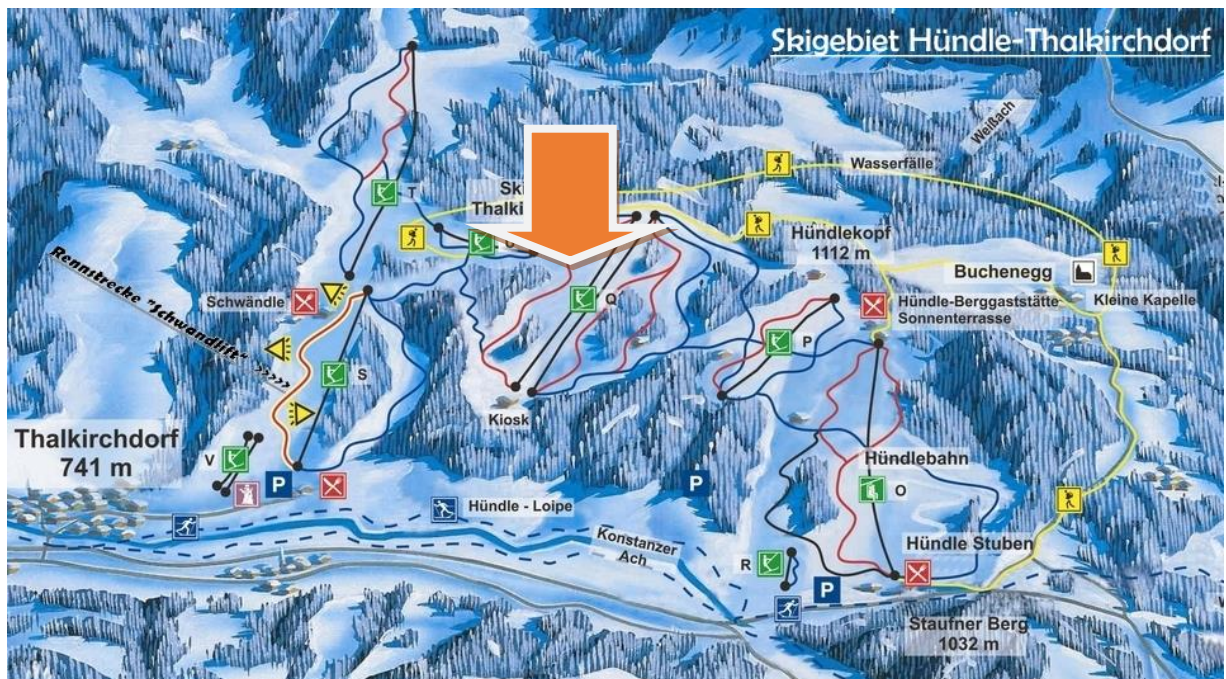 Skigebiet Hündle-Thalkirchdorf
Weißach
Wasserfälle
T
Hündlekopf
1112 m
Buchenegg
Kleine Kapelle
Rennstrecke "Schwandlift"
>>>>>
Schwändle
Q
Hündle-Berggaststätte
Sonnenterrasse
P
S
Kiosk
Thalkirchdorf
741 m
V
P
Hündlebahn
P
O
Hündle - Loipe
Konstanzer
Ach
Hündle Stuben
R
P
Staufner Berg
1032 m